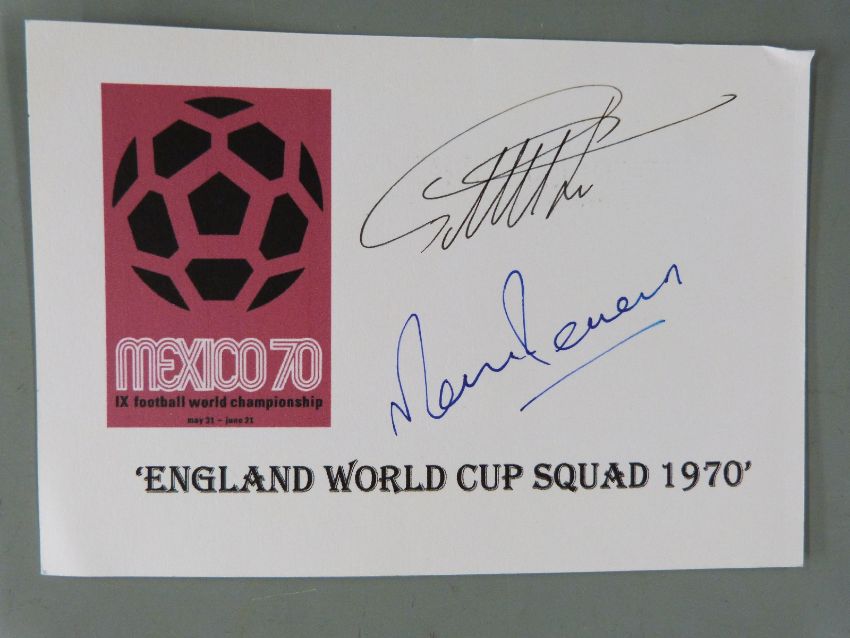 MEXICO 70
IX football world championship
may 31 - june 21
'ENGLAND WORLD CUP SQUAD 1970'